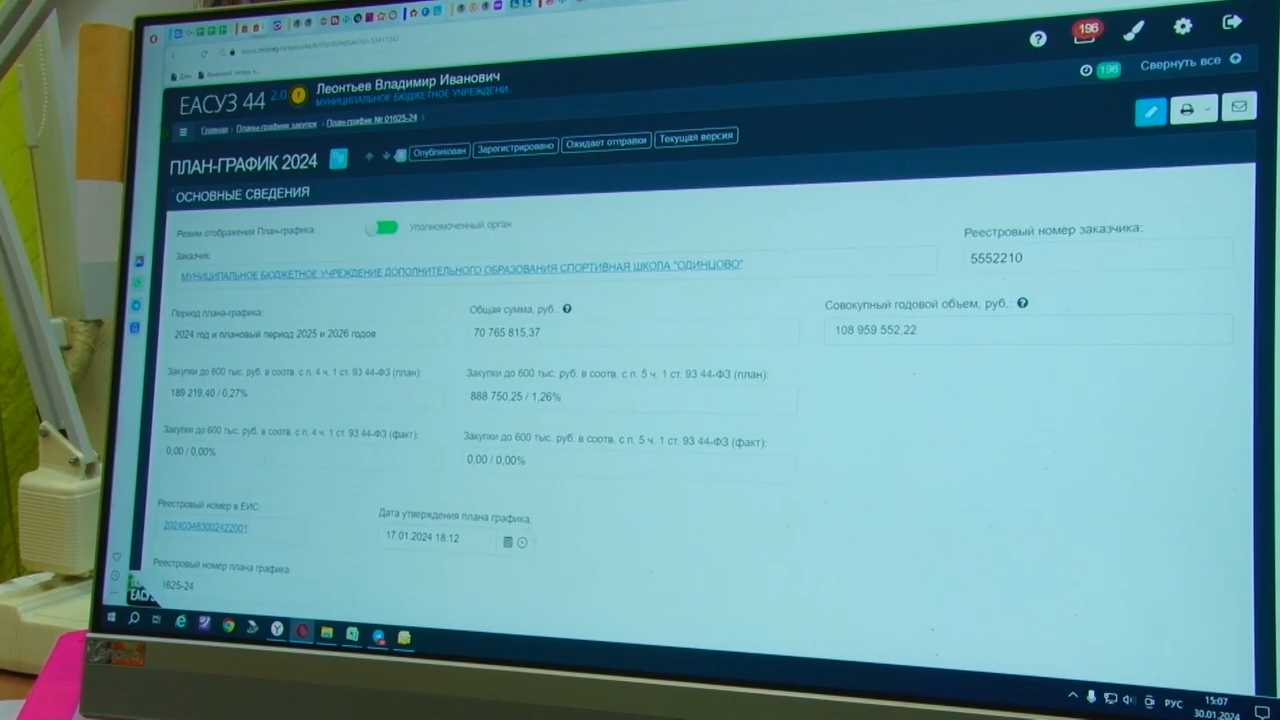 196
ЕАСУЗ 44 2.0
Леонтьев Владимир Иванович
МУНИЦИПАЛЬНОЕ БЮДЖЕТНОЕ УЧРЕЖДЕНИ
196 Свернуть все
Главная › Планы-графики закупок › План-график № 01625-24 ›
ПЛАН-ГРАФИК 2024 Опубликован Зарегистрировано Ожидает отправки Текущая версия
ОСНОВНЫЕ СВЕДЕНИЯ
Режим отображения План-графика: Уполномоченный орган
Реестровый номер заказчика:
Заказчик:
5552210
МУНИЦИПАЛЬНОЕ БЮДЖЕТНОЕ УЧРЕЖДЕНИЕ ДОПОЛНИТЕЛЬНОГО ОБРАЗОВАНИЯ СПОРТИВНАЯ ШКОЛА "ОДИНЦОВО"
Период плана-графика: Общая сумма, руб.: Совокупный годовой объем, руб.:
2024 год и плановый период 2025 и 2026 годов 70 765 815,37 108 959 552,22
Закупки до 600 тыс. руб. в соотв. с п. 4 ч. 1 ст. 93 44-ФЗ (план): Закупки до 600 тыс. руб. в соотв. с п. 5 ч. 1 ст. 93 44-ФЗ (план):
189 219,40 / 0,27% 888 750,25 / 1,26%
Закупки до 600 тыс. руб. в соотв. с п. 4 ч. 1 ст. 93 44-ФЗ (факт): Закупки до 600 тыс. руб. в соотв. с п. 5 ч. 1 ст. 93 44-ФЗ (факт):
0,00 / 0,00% 0,00 / 0,00%
Реестровый номер в ЕИС: Дата утверждения плана графика:
202403483002422001 17.01.2024 18:12
Реестровый номер плана графика:
1625-24
РУС 15:07
30.01.2024